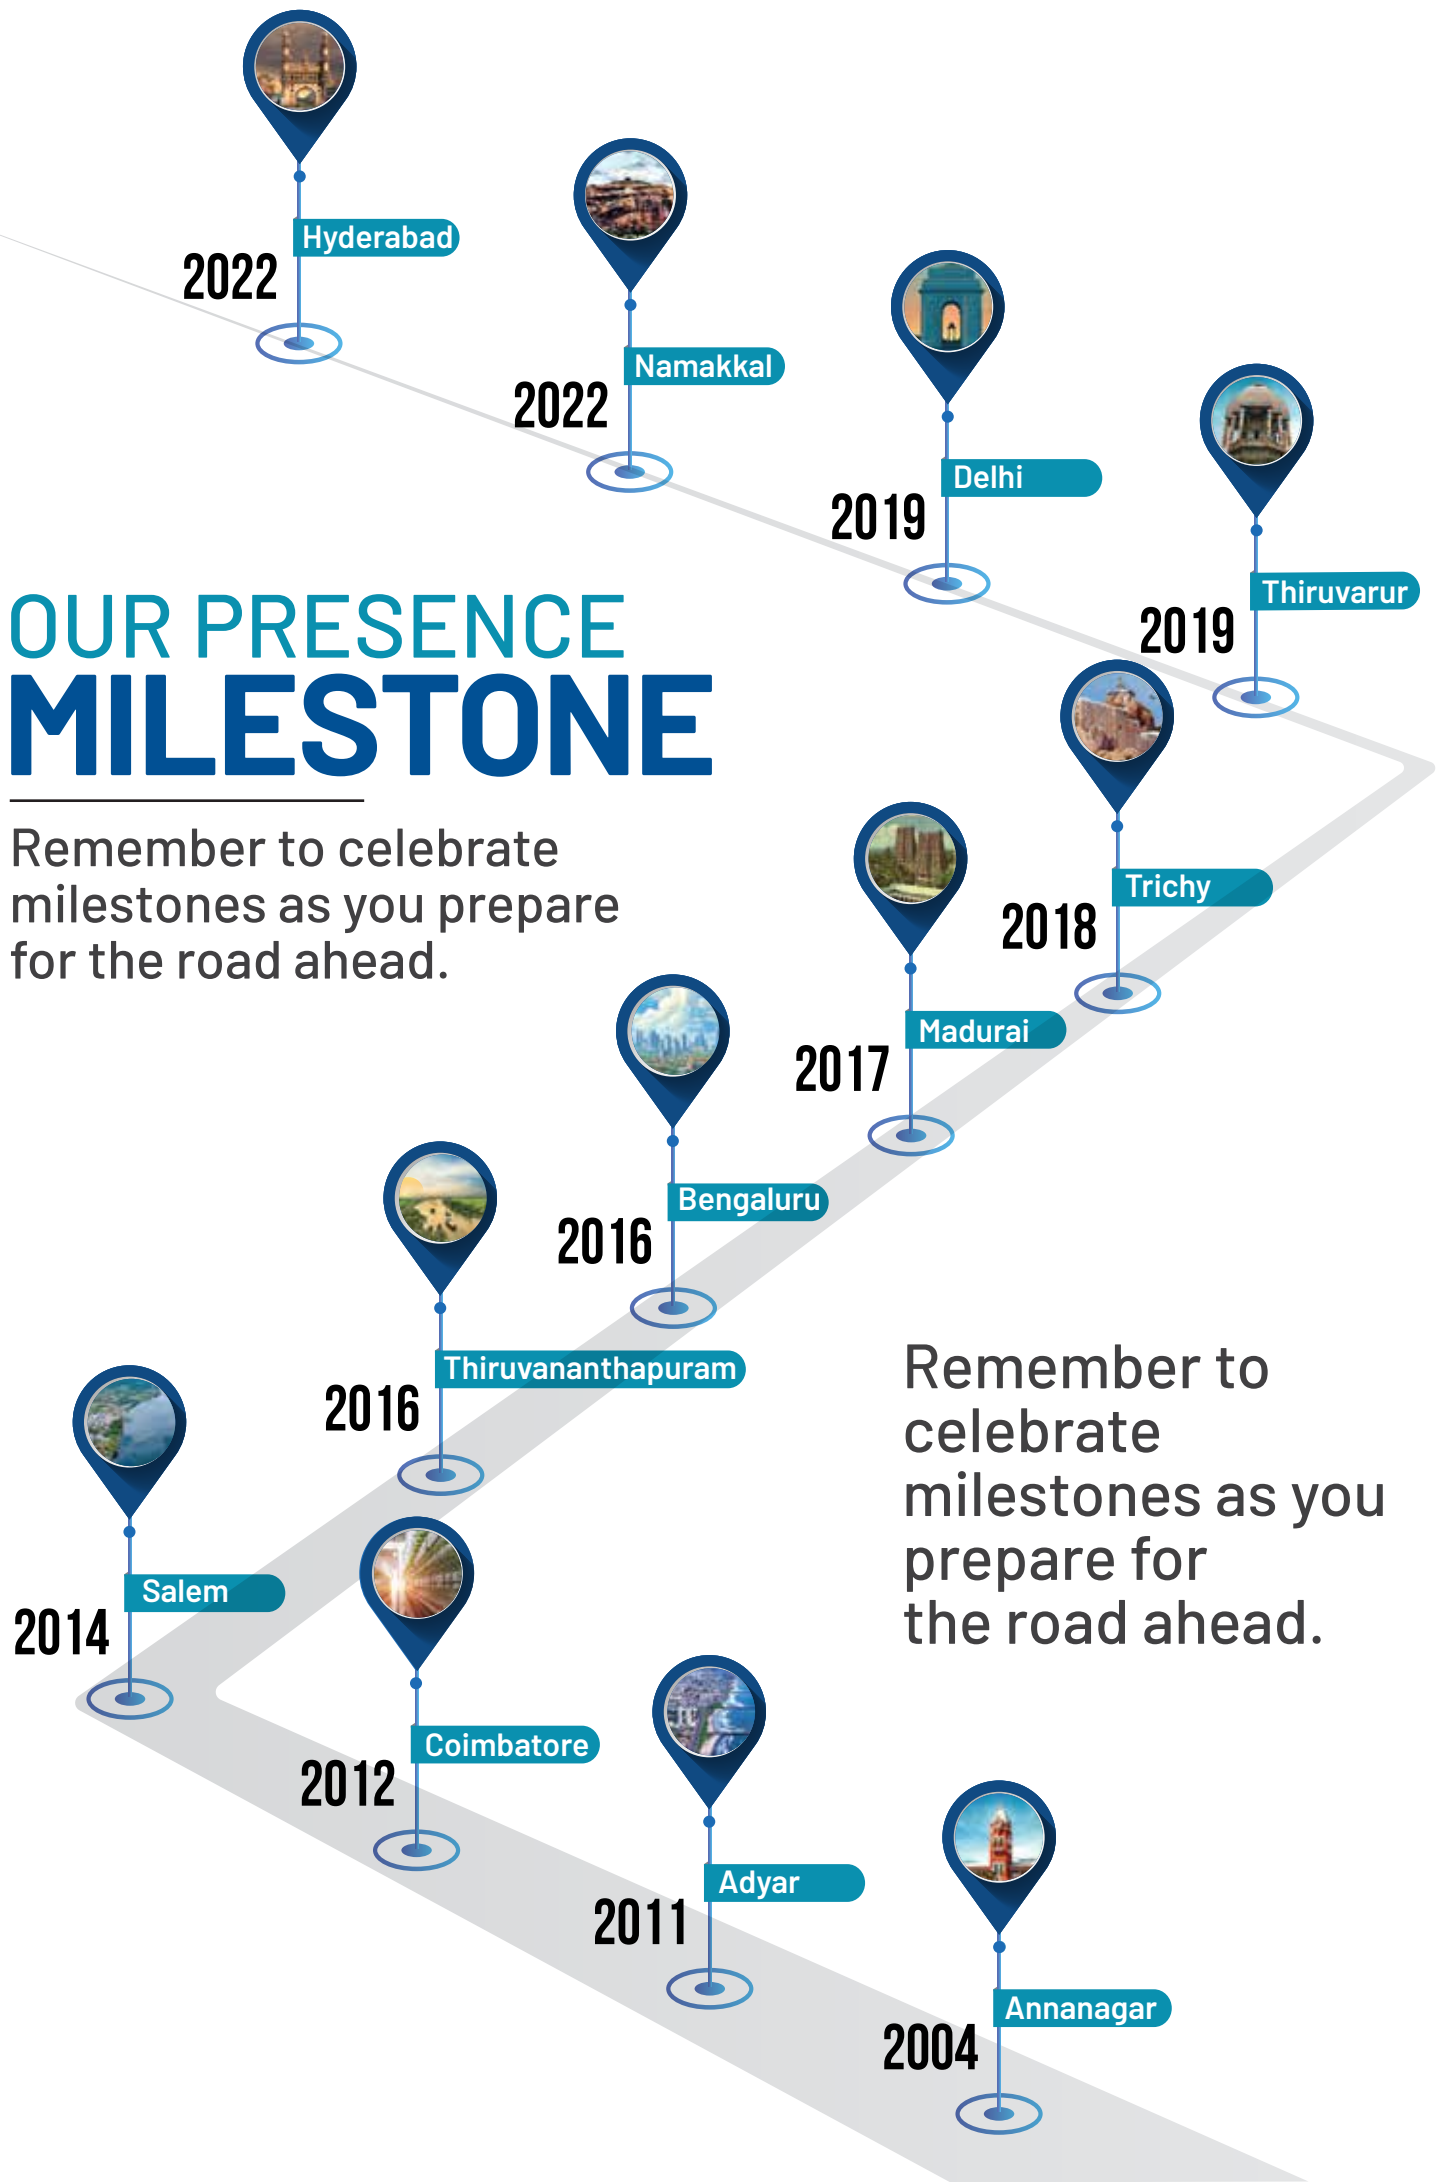 Hyderabad
2022
Namakkal
2022
Delhi
2019
Thiruvarur
2019
OUR PRESENCE
MILESTONE
Remember to celebrate
milestones as you prepare
for the road ahead.
Trichy
2018
Madurai
2017
Bengaluru
2016
Thiruvananthapuram
2016
Remember to
celebrate
milestones as you
prepare for
the road ahead.
Salem
2014
Coimbatore
2012
Adyar
2011
Annanagar
2004